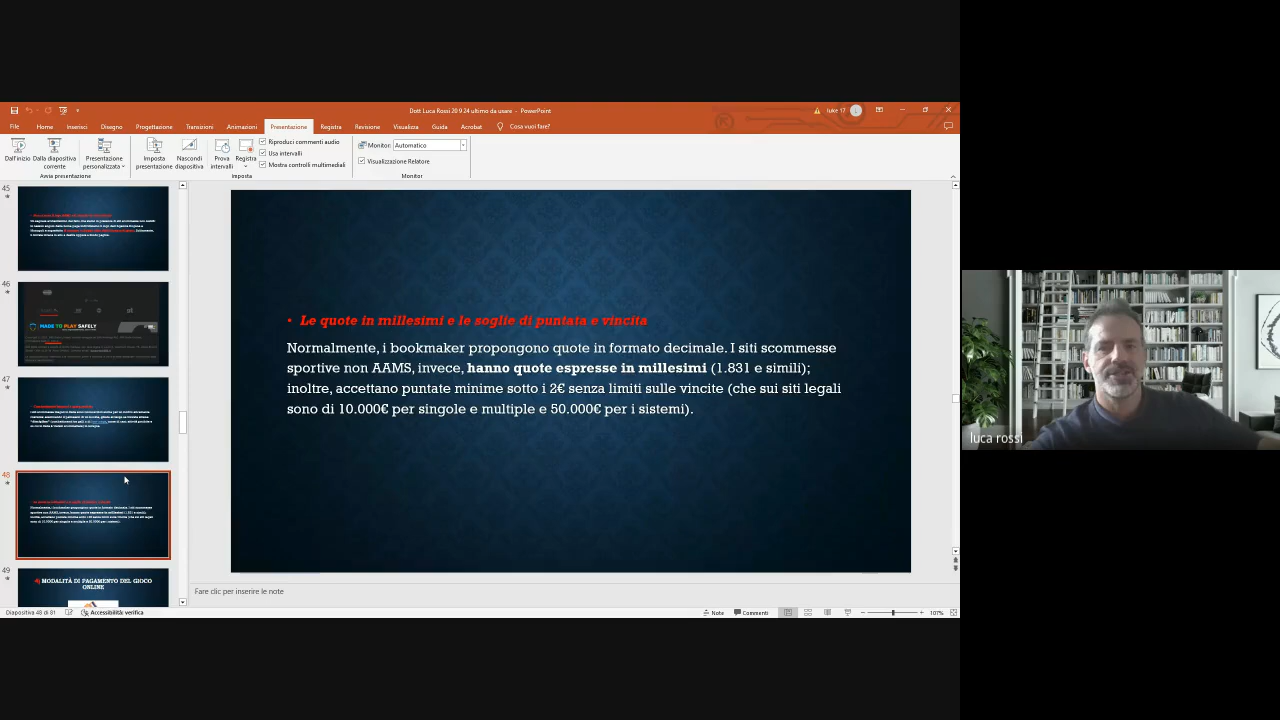 Dott Luca Rossi 20 9 24 ultimo da usare - PowerPoint
luke 17
File Home Inserisci Disegno Progettazione Transizioni Animazioni Presentazione Registra Revisione Visualizza Guida Acrobat Cosa vuoi fare?
Dall'inizio
Dalla diapositiva corrente
Presentazione personalizzata
Imposta presentazione
Nascondi diapositiva
Prova intervalli
Registra
Riproduci commenti audio
Usa intervalli
Mostra controlli multimediali
Monitor: Automatico
Visualizzazione Relatore
Avvia presentazione
Imposta
Monitor
45
46
MADE TO PLAY SAFELY
47
48
49
4) MODALITÀ DI PAGAMENTO DEL GIOCO
ONLINE
• Le quote in millesimi e le soglie di puntata e vincita
Normalmente, i bookmaker propongono quote in formato decimale. I siti scommesse
sportive non AAMS, invece, hanno quote espresse in millesimi (1.831 e simili);
inoltre, accettano puntate minime sotto i 2€ senza limiti sulle vincite (che sui siti legali
sono di 10.000€ per singole e multiple e 50.000€ per i sistemi).
Fare clic per inserire le note
Diapositiva 48 di 81 Accessibilità: verifica
Note Commenti 107%
luca rossi